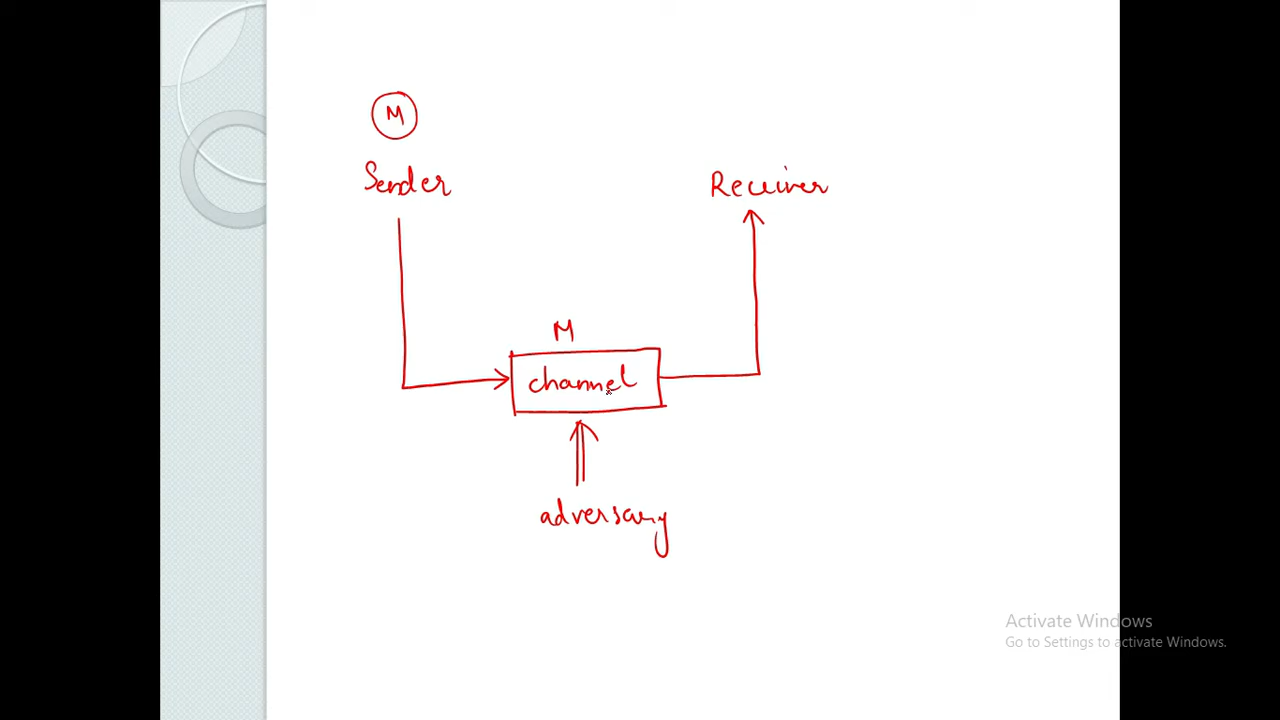 M
Sender
Receiver
M
channel
adversary
Activate Windows
Go to Settings to activate Windows.